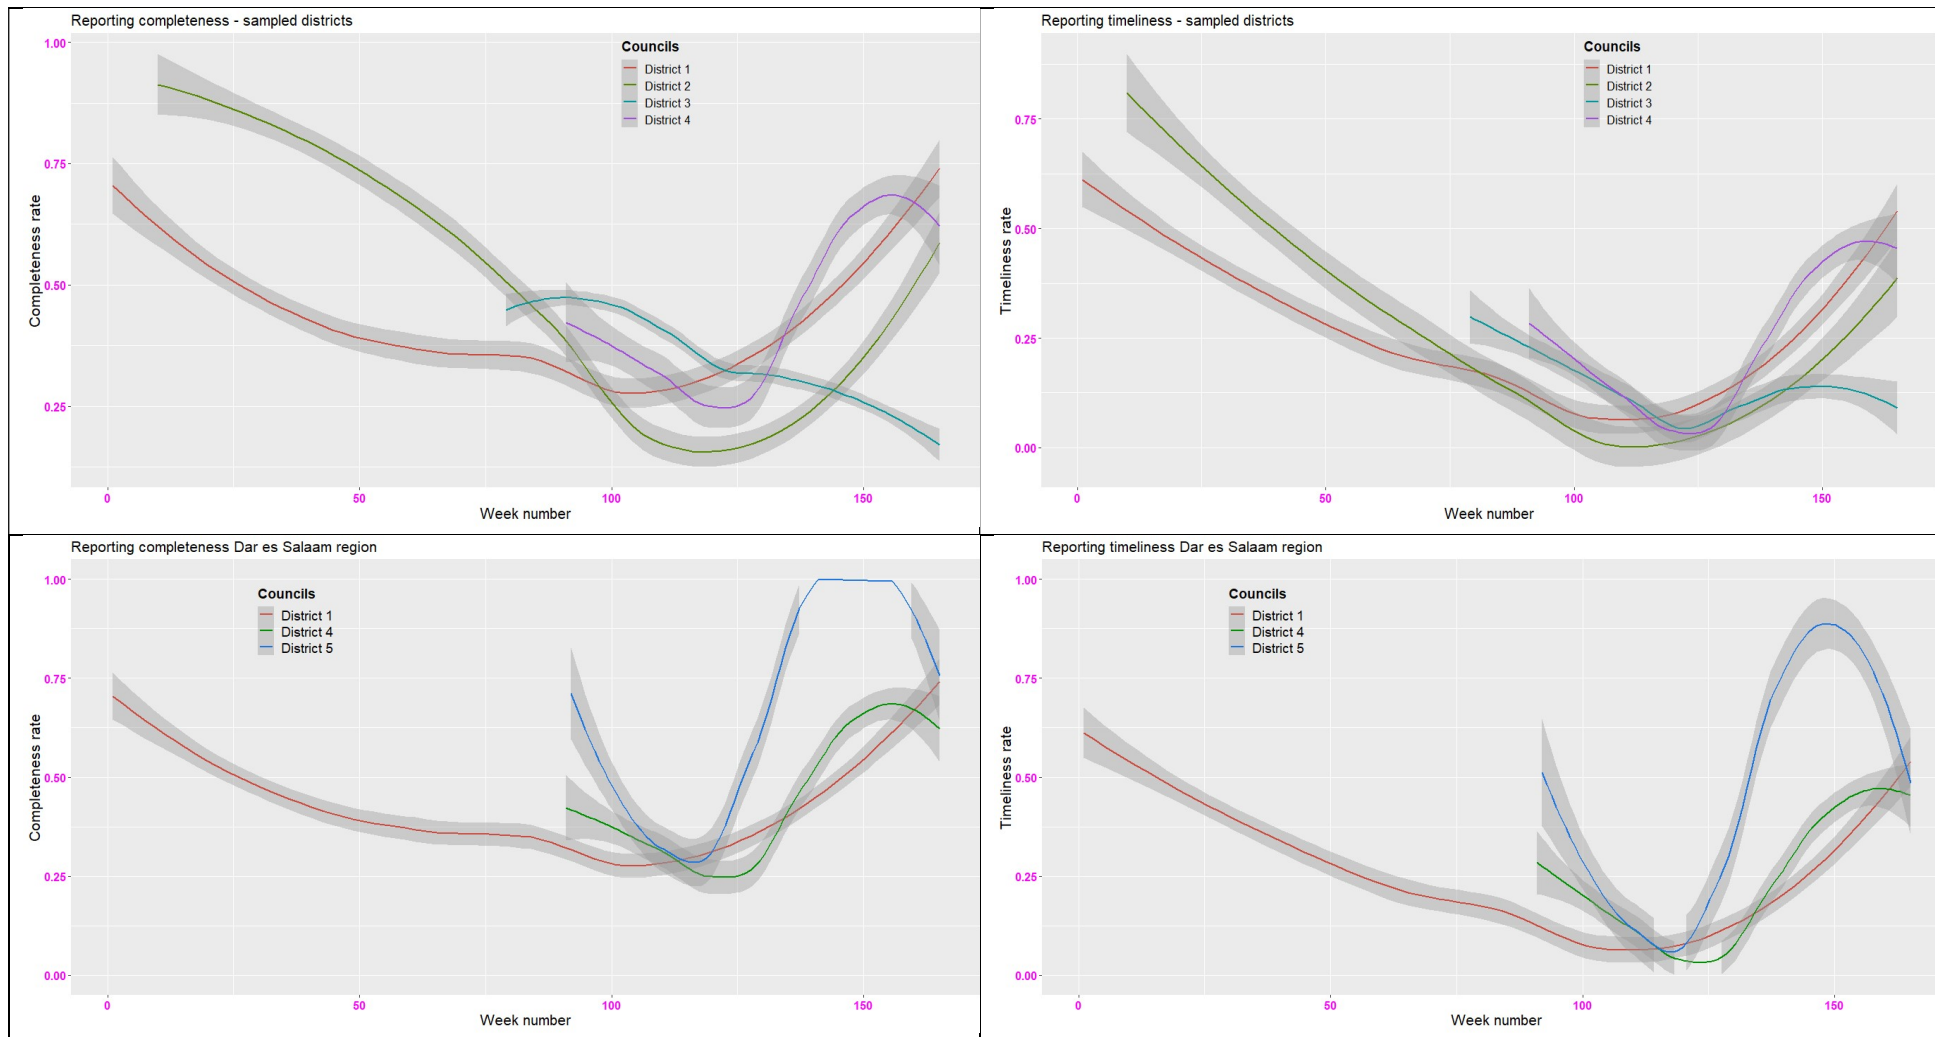 Reporting completeness - sampled districts
Councils
District 1
District 2
District 3
District 4
1.00
0.75
0.50
0.25
Completeness rate
0
50
100
150
Week number
Reporting timeliness - sampled districts
Councils
District 1
District 2
District 3
District 4
0.75
0.50
0.25
0.00
Timeliness rate
0
50
100
150
Week number
Reporting completeness Dar es Salaam region
Councils
District 1
District 4
District 5
1.00
0.75
0.50
0.25
0.00
Completeness rate
0
50
100
150
Week number
Reporting timeliness Dar es Salaam region
Councils
District 1
District 4
District 5
1.00
0.75
0.50
0.25
0.00
Timeliness rate
0
50
100
150
Week number